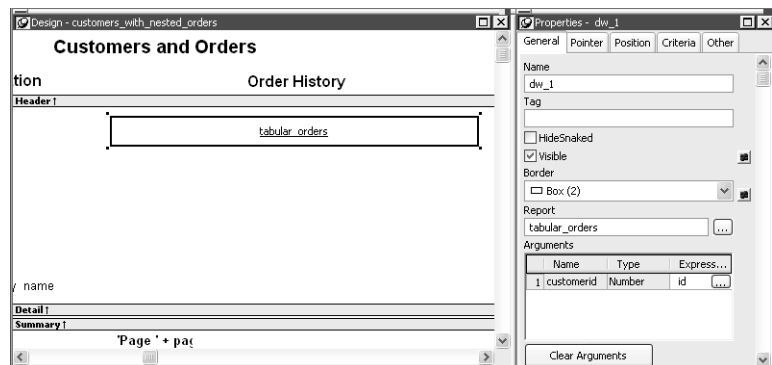 Design - customers_with_nested_orders
Customers and Orders
tion
Order History
Header ↑
tabular_orders
y name
Detail ↑
Summary ↑
'Page ' + pag
Properties - dw_1
General Pointer Position Criteria Other
Name
dw_1
Tag
HideSnaked
Visible
Border
Box (2)
Report
tabular_orders ...
Arguments
Name Type Express...
1 customerid Number id ...
Clear Arguments